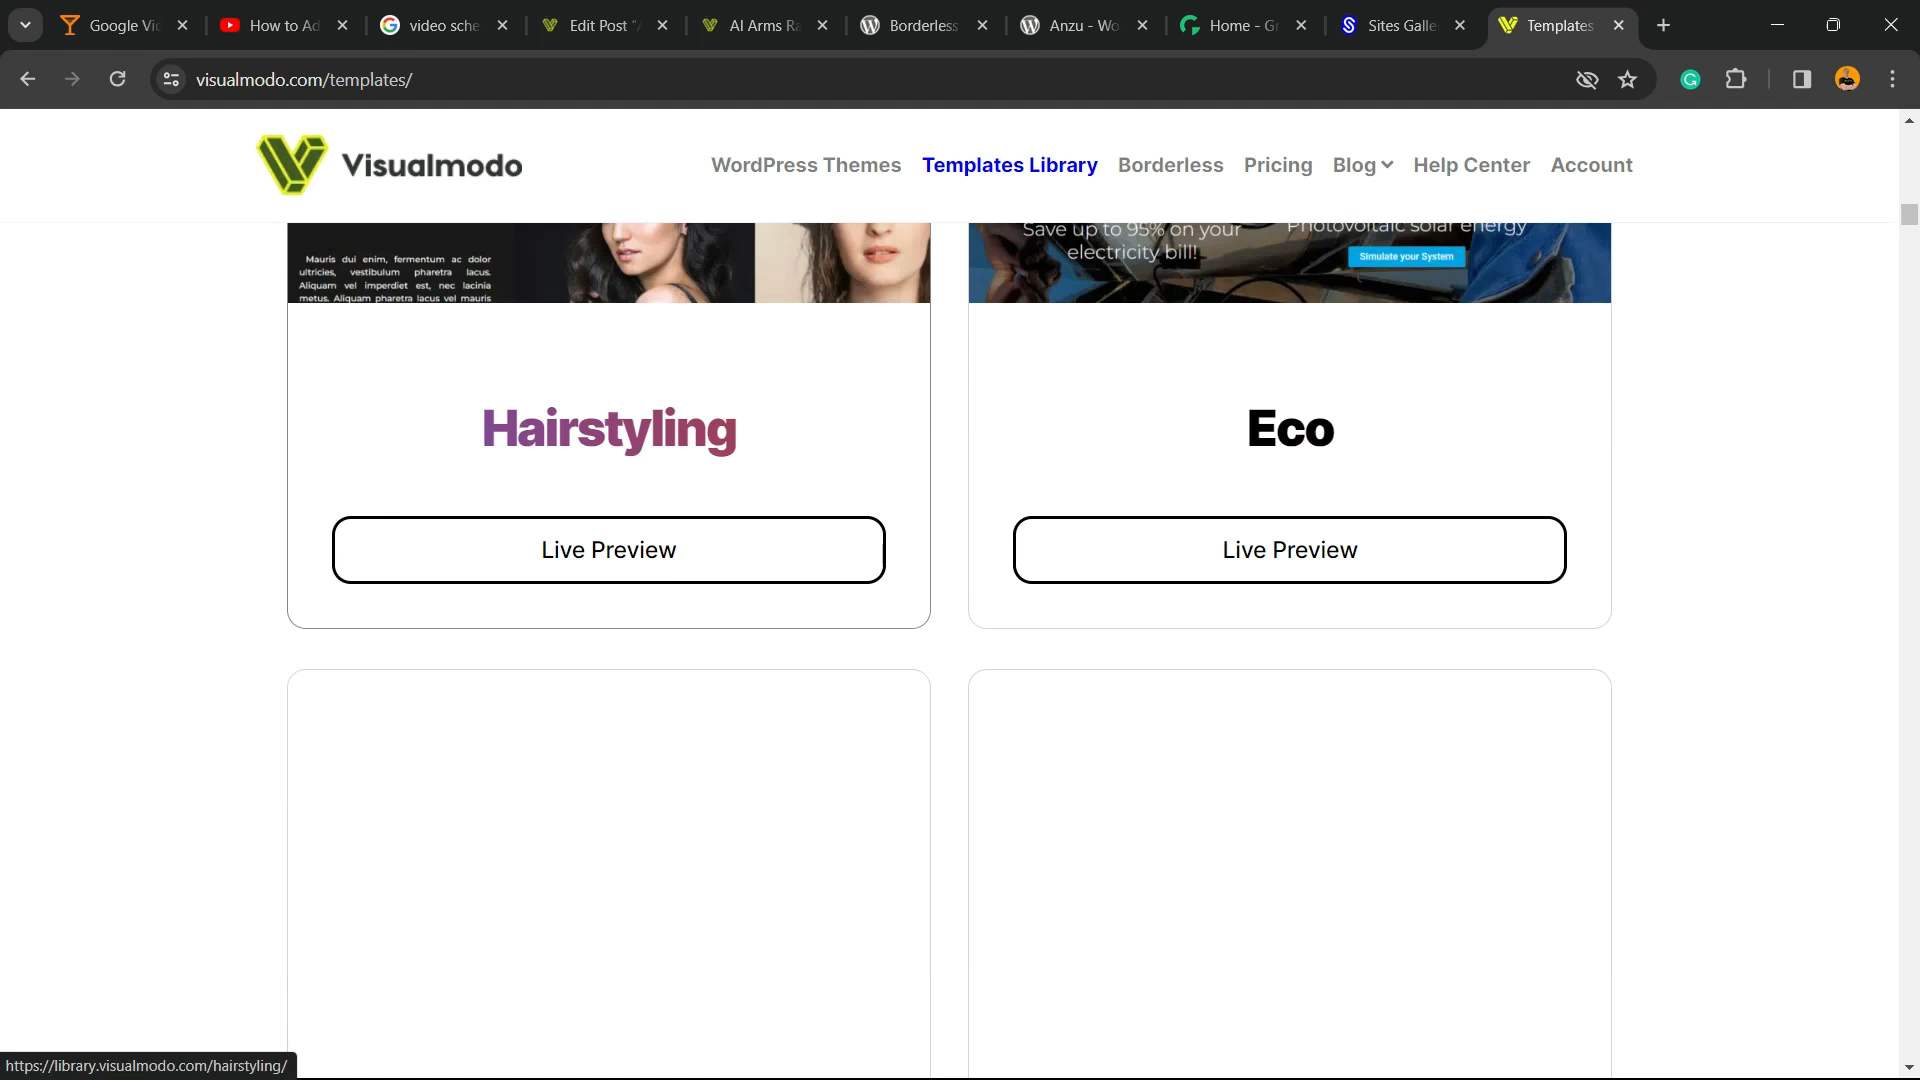 Google Vic
How to Ad
video sche
Edit Post "
AI Arms Ra
Borderless
Anzu - Wo
Home - Gr
Sites Galle
Templates
visualmodo.com/templates/
Visualmodo
WordPress Themes
Templates Library
Borderless
Pricing
Blog
Help Center
Account
Mauris dui enim, fermentum ac dolor
ultricies, vestibulum pharetra lacus.
Aliquam vel imperdiet est, nec lacinia
metus. Aliquam pharetra lacus vel mauris
Save up to 95% on your
electricity bill!
Photovoltaic solar energy
Simulate your System
Hairstyling
Live Preview
Eco
Live Preview
https://library.visualmodo.com/hairstyling/